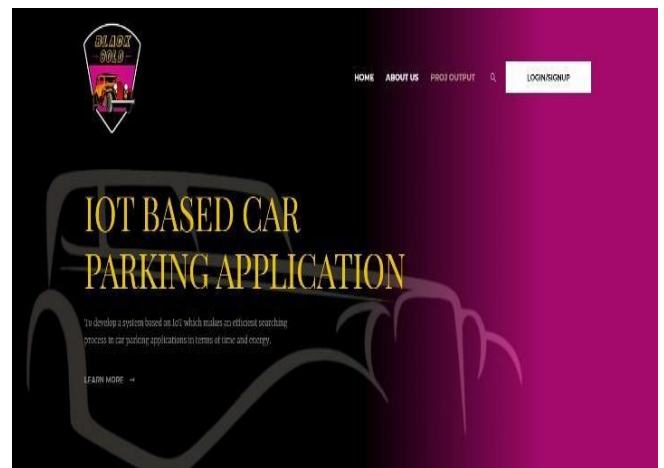 BLACK
GOLD
HOME ABOUT US PROJ OUTPUT LOGIN/SIGNUP
IOT BASED CAR
PARKING APPLICATION
To develop a system based on IoT which makes an efficient searching
process in car parking applications in terms of time and energy.
LEARN MORE →